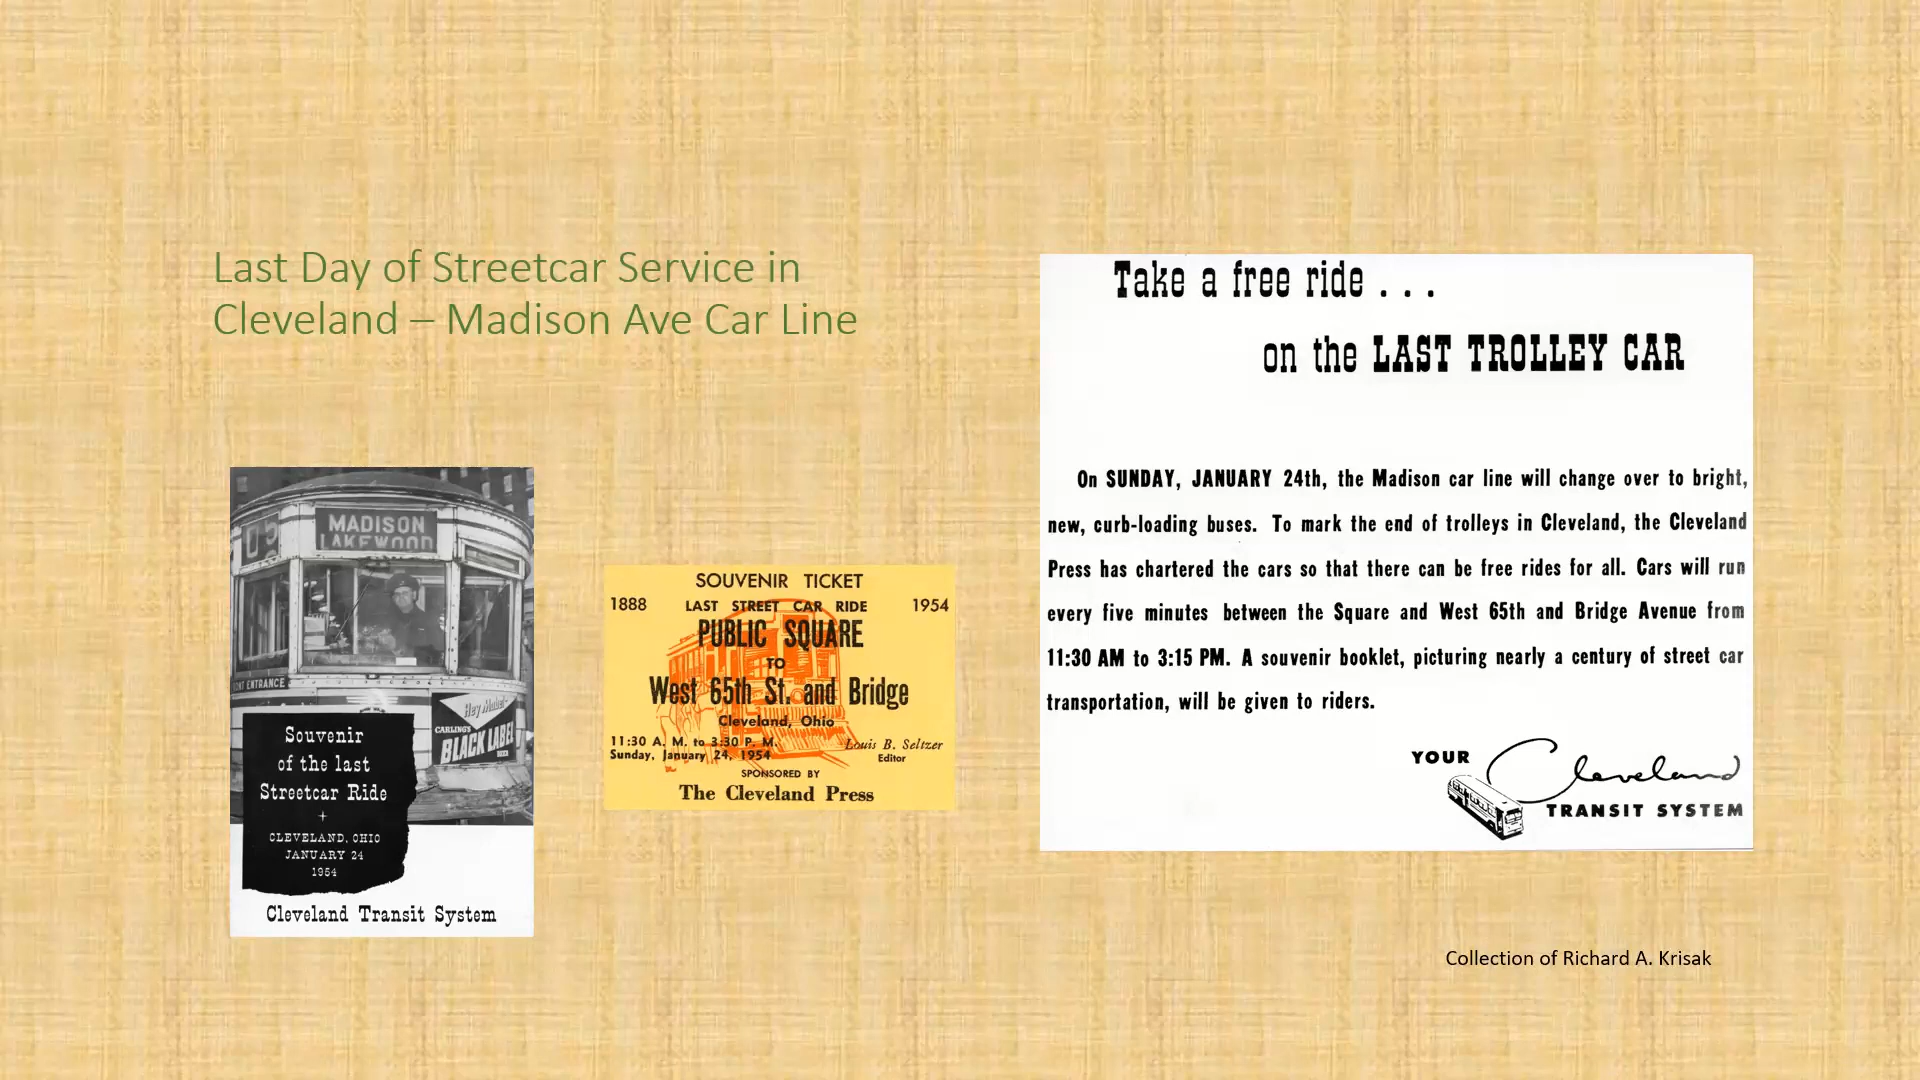 Last Day of Streetcar Service in
Cleveland – Madison Ave Car Line
MADISON
LAKEWOOD
FRONT ENTRANCE
Hey Mabel-
CARLING'S
BLACK LABEL
BEER
Souvenir
of the last
Streetcar Ride
+
CLEVELAND, OHIO
JANUARY 24
1954
Cleveland Transit System
SOUVENIR TICKET
1888 LAST STREET CAR RIDE 1954
PUBLIC SQUARE
TO
West 65th St. and Bridge
Cleveland, Ohio
11:30 A. M. to 3:30 P. M. Louis B. Seltzer
Sunday, January 24, 1954 Editor
SPONSORED BY
The Cleveland Press
Take a free ride . . .
on the LAST TROLLEY CAR
On SUNDAY, JANUARY 24th, the Madison car line will change over to bright,
new, curb-loading buses. To mark the end of trolleys in Cleveland, the Cleveland
Press has chartered the cars so that there can be free rides for all. Cars will run
every five minutes between the Square and West 65th and Bridge Avenue from
11:30 AM to 3:15 PM. A souvenir booklet, picturing nearly a century of street car
transportation, will be given to riders.
YOUR Cleveland
TRANSIT SYSTEM
Collection of Richard A. Krisak